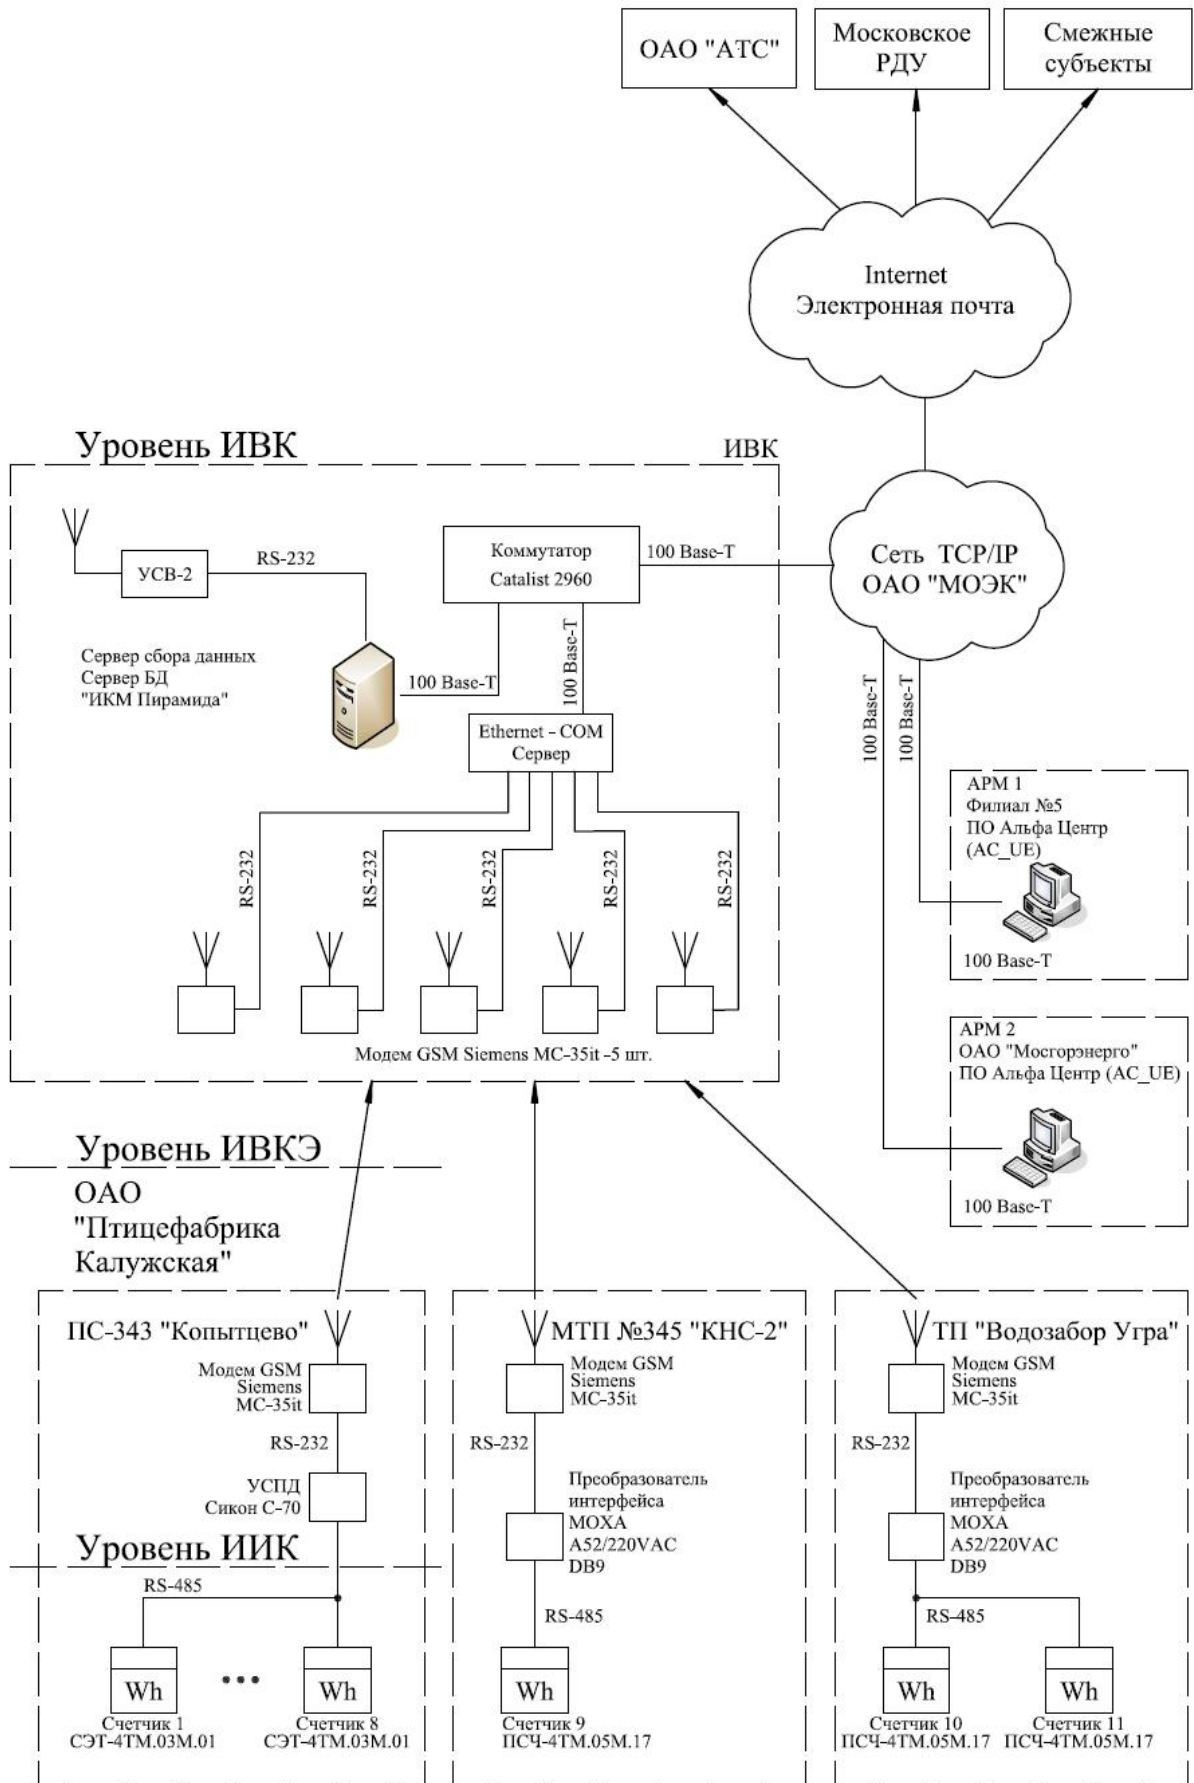 ОАО "АТС"
Московское
РДУ
Смежные
субъекты
Internet
Электронная почта
Уровень ИВК
ИВК
УСВ-2
RS-232
Коммутатор
Catalist 2960
100 Base-T
Сеть TCP/IP
ОАО "МОЭК"
Сервер сбора данных
Сервер БД
"ИКМ Пирамида"
100 Base-T
100 Base-T
Ethernet - COM
Сервер
100 Base-T
100 Base-T
RS-232
RS-232
RS-232
RS-232
RS-232
Модем GSM Siemens MC-35it -5 шт.
АРМ 1
Филиал №5
ПО Альфа Центр
(AC_UE)
100 Base-T
АРМ 2
ОАО "Мосгорэнерго"
ПО Альфа Центр (AC_UE)
100 Base-T
Уровень ИВКЭ
ОАО
"Птицефабрика
Калужская"
ПС-343 "Копытцево"
Модем GSM
Siemens
MC-35it
RS-232
УСПД
Сикон С-70
Уровень ИИК
RS-485
Wh
Wh
Счетчик 1
СЭТ-4ТМ.03М.01
Счетчик 8
СЭТ-4ТМ.03М.01
МТП №345 "КНС-2"
Модем GSM
Siemens
MC-35it
RS-232
Преобразователь
интерфейса
MOXA
A52/220VAC
DB9
RS-485
Wh
Счетчик 9
ПСЧ-4ТМ.05М.17
ТП "Водозабор Угра"
Модем GSM
Siemens
MC-35it
RS-232
Преобразователь
интерфейса
MOXA
A52/220VAC
DB9
RS-485
Wh
Wh
Счетчик 10
ПСЧ-4ТМ.05М.17
Счетчик 11
ПСЧ-4ТМ.05М.17